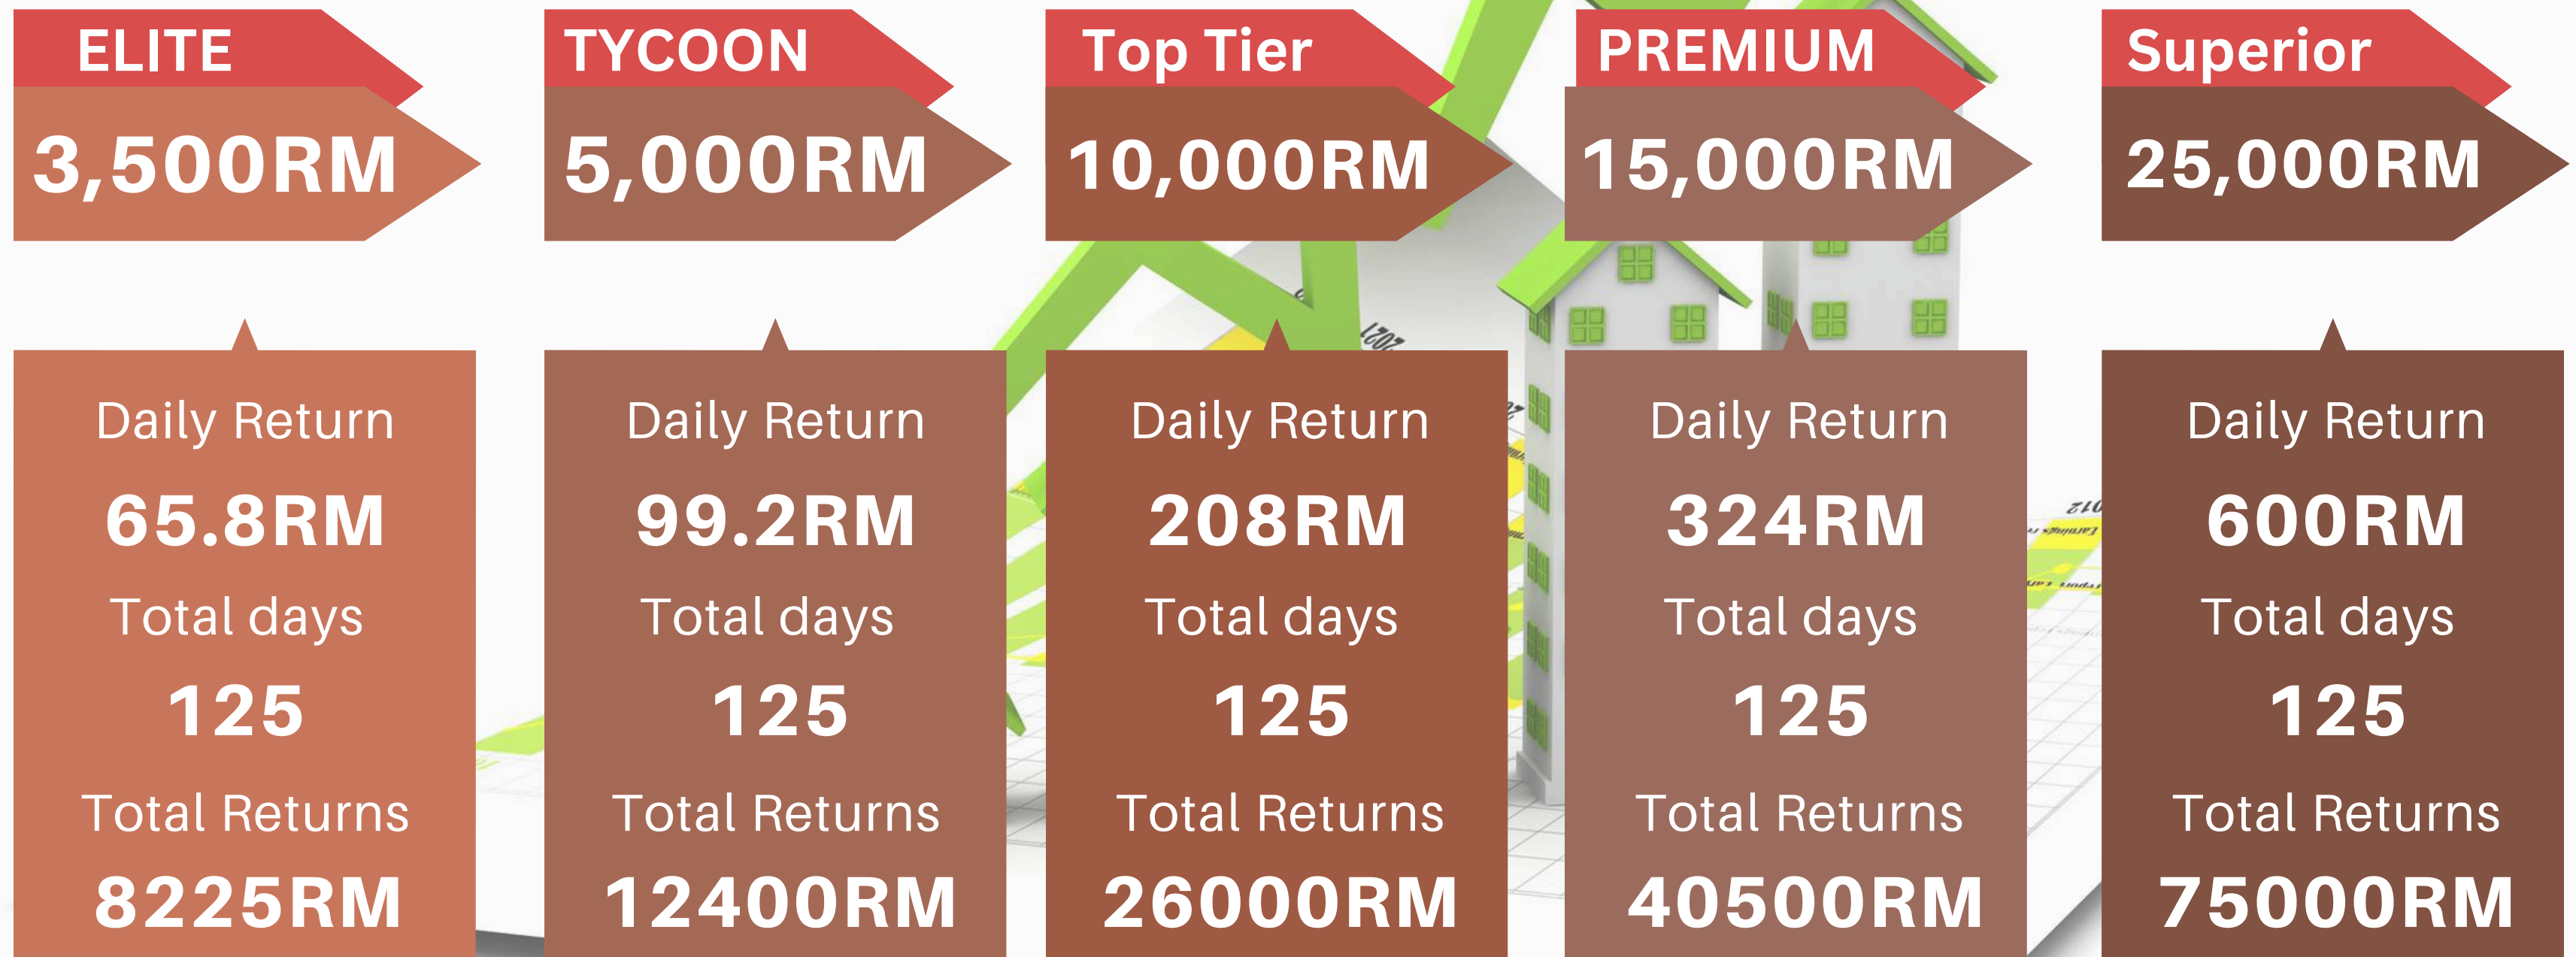 ELITE
3,500RM
Daily Return
65.8RM
Total days
125
Total Returns
8225RM
TYCOON
5,000RM
Daily Return
99.2RM
Total days
125
Total Returns
12400RM
Top Tier
10,000RM
Daily Return
208RM
Total days
125
Total Returns
26000RM
PREMIUM
15,000RM
Daily Return
324RM
Total days
125
Total Returns
40500RM
Superior
25,000RM
Daily Return
600RM
Total days
125
Total Returns
75000RM
2021
2012